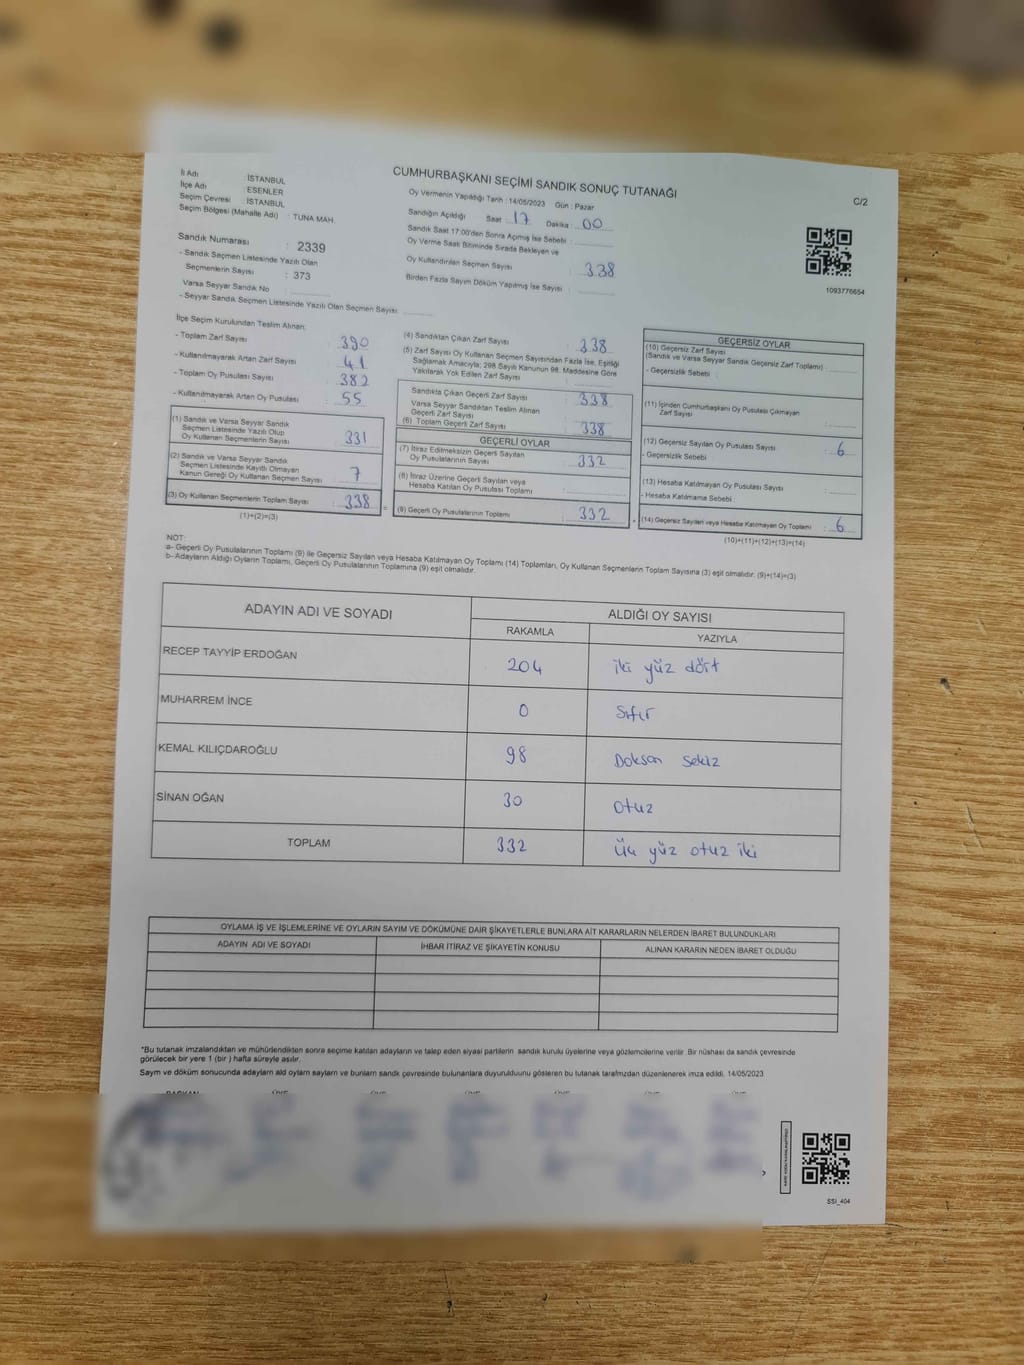 CUMHURBAŞKANI SEÇİMİ SANDIK SONUÇ TUTANAĞI
C/2
İl Adı : İSTANBUL
İlçe Adı : ESENLER
Seçim Çevresi : İSTANBUL
Seçim Bölgesi (Mahalle Adı) : TUNA MAH.
Sandık Numarası : 2339
- Sandık Seçmen Listesinde Yazılı Olan
Seçmenlerin Sayısı : 373
Varsa Seyyar Sandık No
- Seyyar Sandık Seçmen Listesinde Yazılı Olan Seçmen Sayısı:
Oy Vermenin Yapıldığı Tarih : 14/05/2023 Gün : Pazar
Sandığın Açıldığı Saat : 17 Dakika : 00
Sandık Saat 17:00'den Sonra Açılmış İse Sebebi :
Oy Verme Saati Bitiminde Sırada Bekleyen ve
Oy Kullandırılan Seçmen Sayısı : 338
Birden Fazla Sayım Döküm Yapılmış İse Sayısı :
1093776654
İlçe Seçim Kurulundan Teslim Alınan:
- Toplam Zarf Sayısı 390
- Kullanılmayarak Artan Zarf Sayısı 41
- Toplam Oy Pusulası Sayısı 382
- Kullanılmayarak Artan Oy Pusulası 55
(1) Sandık ve Varsa Seyyar Sandık
Seçmen Listesinde Yazılı Olup
Oy Kullanan Seçmenlerin Sayısı 331
(2) Sandık ve Varsa Seyyar Sandık
Seçmen Listesinde Kayıtlı Olmayan
Kanun Gereği Oy Kullanan Seçmen Sayısı 7
(3) Oy Kullanan Seçmenlerin Toplam Sayısı 338
(1)+(2)=(3)
(4) Sandıktan Çıkan Zarf Sayısı : 338
(5) Zarf Sayısı Oy Kullanan Seçmen Sayısından Fazla İse, Eşitliği
Sağlamak Amacıyla; 298 Sayılı Kanunun 98. Maddesine Göre
Yakılarak Yok Edilen Zarf Sayısı :
Sandıkta Çıkan Geçerli Zarf Sayısı : 338
Varsa Seyyar Sandıktan Teslim Alınan
Geçerli Zarf Sayısı
(6) Toplam Geçerli Zarf Sayısı : 338
GEÇERLİ OYLAR
(7) İtiraz Edilmeksizin Geçerli Sayılan
Oy Pusulalarının Sayısı : 332
(8) İtiraz Üzerine Geçerli Sayılan veya
Hesaba Katılan Oy Pusulası Toplamı :
(9) Geçerli Oy Pusulalarının Toplamı : 332
GEÇERSİZ OYLAR
(10) Geçersiz Zarf Sayısı
(Sandık ve Varsa Seyyar Sandık Geçersiz Zarf Toplamı) :
- Geçersizlik Sebebi :
(11) İçinden Cumhurbaşkanı Oy Pusulası Çıkmayan
Zarf Sayısı :
(12) Geçersiz Sayılan Oy Pusulası Sayısı : 6
- Geçersizlik Sebebi
(13) Hesaba Katılmayan Oy Pusulası Sayısı :
- Hesaba Katılmama Sebebi :
(14) Geçersiz Sayılan veya Hesaba Katılmayan Oy Toplamı : 6
(10)+(11)+(12)+(13)=(14)
NOT:
a- Geçerli Oy Pusulalarının Toplamı (9) ile Geçersiz Sayılan veya Hesaba Katılmayan Oy Toplamı (14) Toplamları, Oy Kullanan Seçmenlerin Toplam Sayısına (3) eşit olmalıdır. (9)+(14)=(3)
b- Adayların Aldığı Oyların Toplamı, Geçerli Oy Pusulalarının Toplamına (9) eşit olmalıdır.
ADAYIN ADI VE SOYADI ALDIĞI OY SAYISI
RAKAMLA YAZIYLA
RECEP TAYYİP ERDOĞAN 204 iki yüz dört
MUHARREM İNCE 0 Sıfır
KEMAL KILIÇDAROĞLU 98 Doksan sekiz
SİNAN OĞAN 30 otuz
TOPLAM 332 üç yüz otuz iki
OYLAMA İŞ VE İŞLEMLERİNE VE OYLARIN SAYIM VE DÖKÜMÜNE DAİR ŞİKAYETLERLE BUNLARA AİT KARARLARIN NELERDEN İBARET BULUNDUKLARI
ADAYIN ADI VE SOYADI İHBAR İTİRAZ VE ŞİKAYETİN KONUSU ALINAN KARARIN NEDEN İBARET OLDUĞU
*Bu tutanak imzalandıktan ve mühürlendikten sonra seçime katılan adayların ve talep eden siyasi partilerin sandık kurulu üyelerine veya gözlemcilerine verilir. Bir nüshası da sandık çevresinde
görülecek bir yere 1 (bir ) hafta süreyle asılır.
Sayım ve döküm sonucunda adayların ald oyların sayıların ve bunların sandık çevresinde bulunanlara duyurulduunu gösteren bu tutanak tarafmzdan düzenlenerek imza edildi. 14/05/2023
BAŞKAN ÜYE ÜYE ÜYE ÜYE ÜYE ÜYE
SSI_404